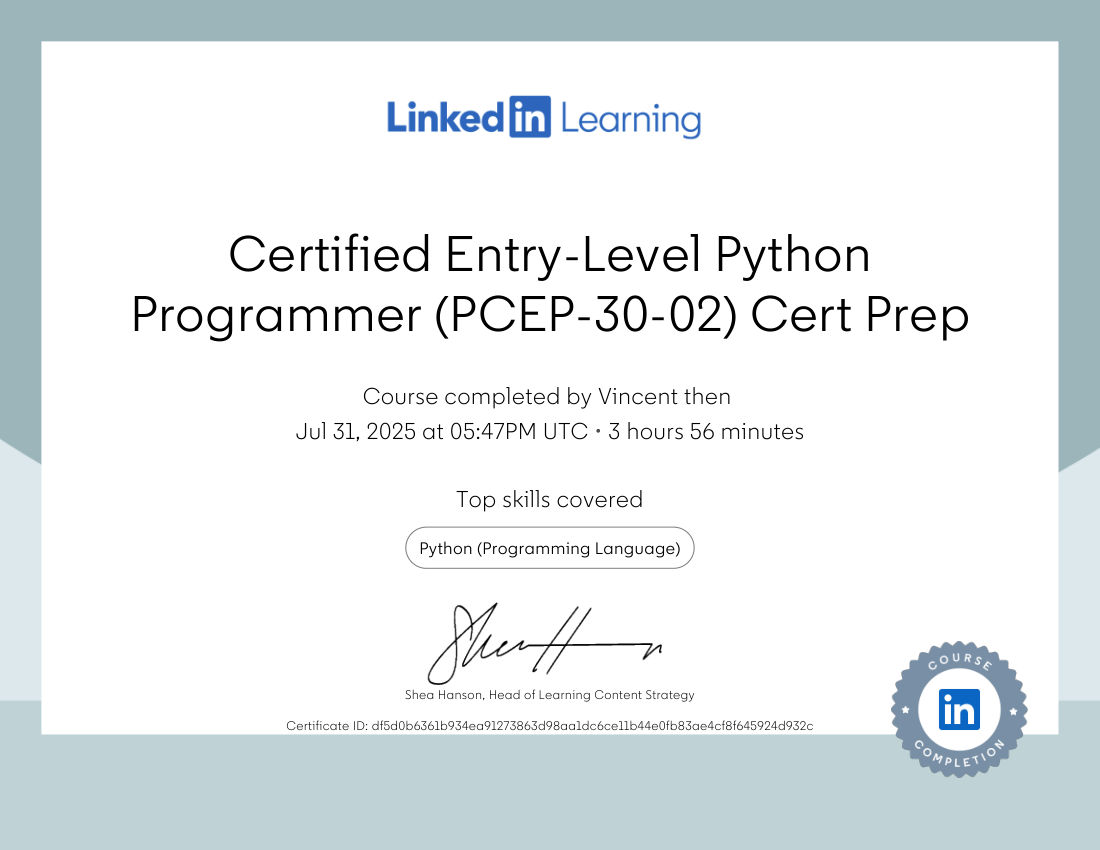 Linked in Learning
Certified Entry-Level Python
Programmer (PCEP-30-02) Cert Prep
Course completed by Vincent then
Jul 31, 2025 at 05:47PM UTC • 3 hours 56 minutes
Top skills covered
Python (Programming Language)
Shea Hanson, Head of Learning Content Strategy
Certificate ID: df5d0b6361b934ea91273863d98aa1dc6ce11b44e0fb83ae4cf8f645924d932c
COURSE
in
COMPLETION